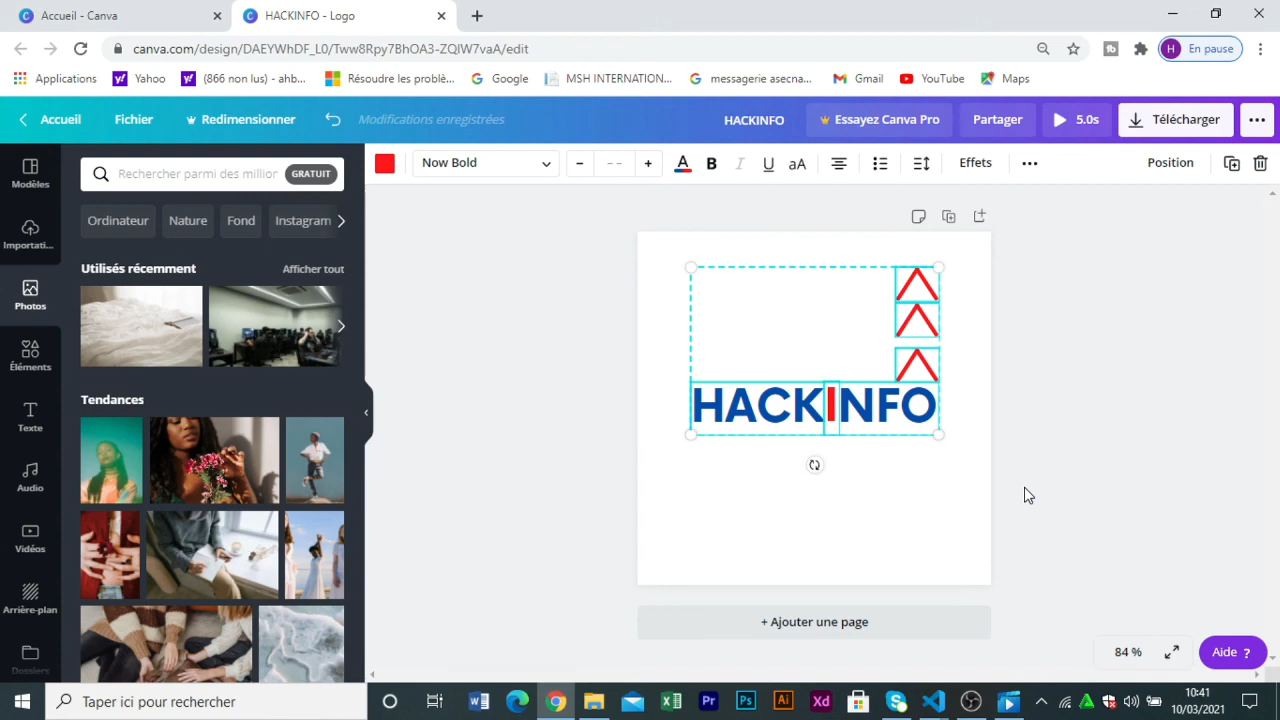 Accueil - Canva
HACKINFO - Logo
canva.com/design/DAEYWhDF_L0/Tww8Rpy7BhOA3-ZQIW7vaA/edit
En pause
Applications
Yahoo
(866 non lus) - ahb...
Résoudre les problè...
Google
MSH INTERNATION...
messagerie asecna...
Gmail
YouTube
Maps
Accueil
Fichier
Redimensionner
Modifications enregistrées
HACKINFO
Essayez Canva Pro
Partager
5.0s
Télécharger
Modèles
Importati...
Photos
Éléments
Texte
Audio
Vidéos
Arrière-plan
Dossiers
Rechercher parmi des million
GRATUIT
Ordinateur
Nature
Fond
Instagram
Utilisés récemment
Afficher tout
Tendances
Now Bold
- -
A
B
I
U
aA
Effets
Position
HACKINFO
+ Ajouter une page
84 %
Aide ?
Taper ici pour rechercher
10:41
10/03/2021